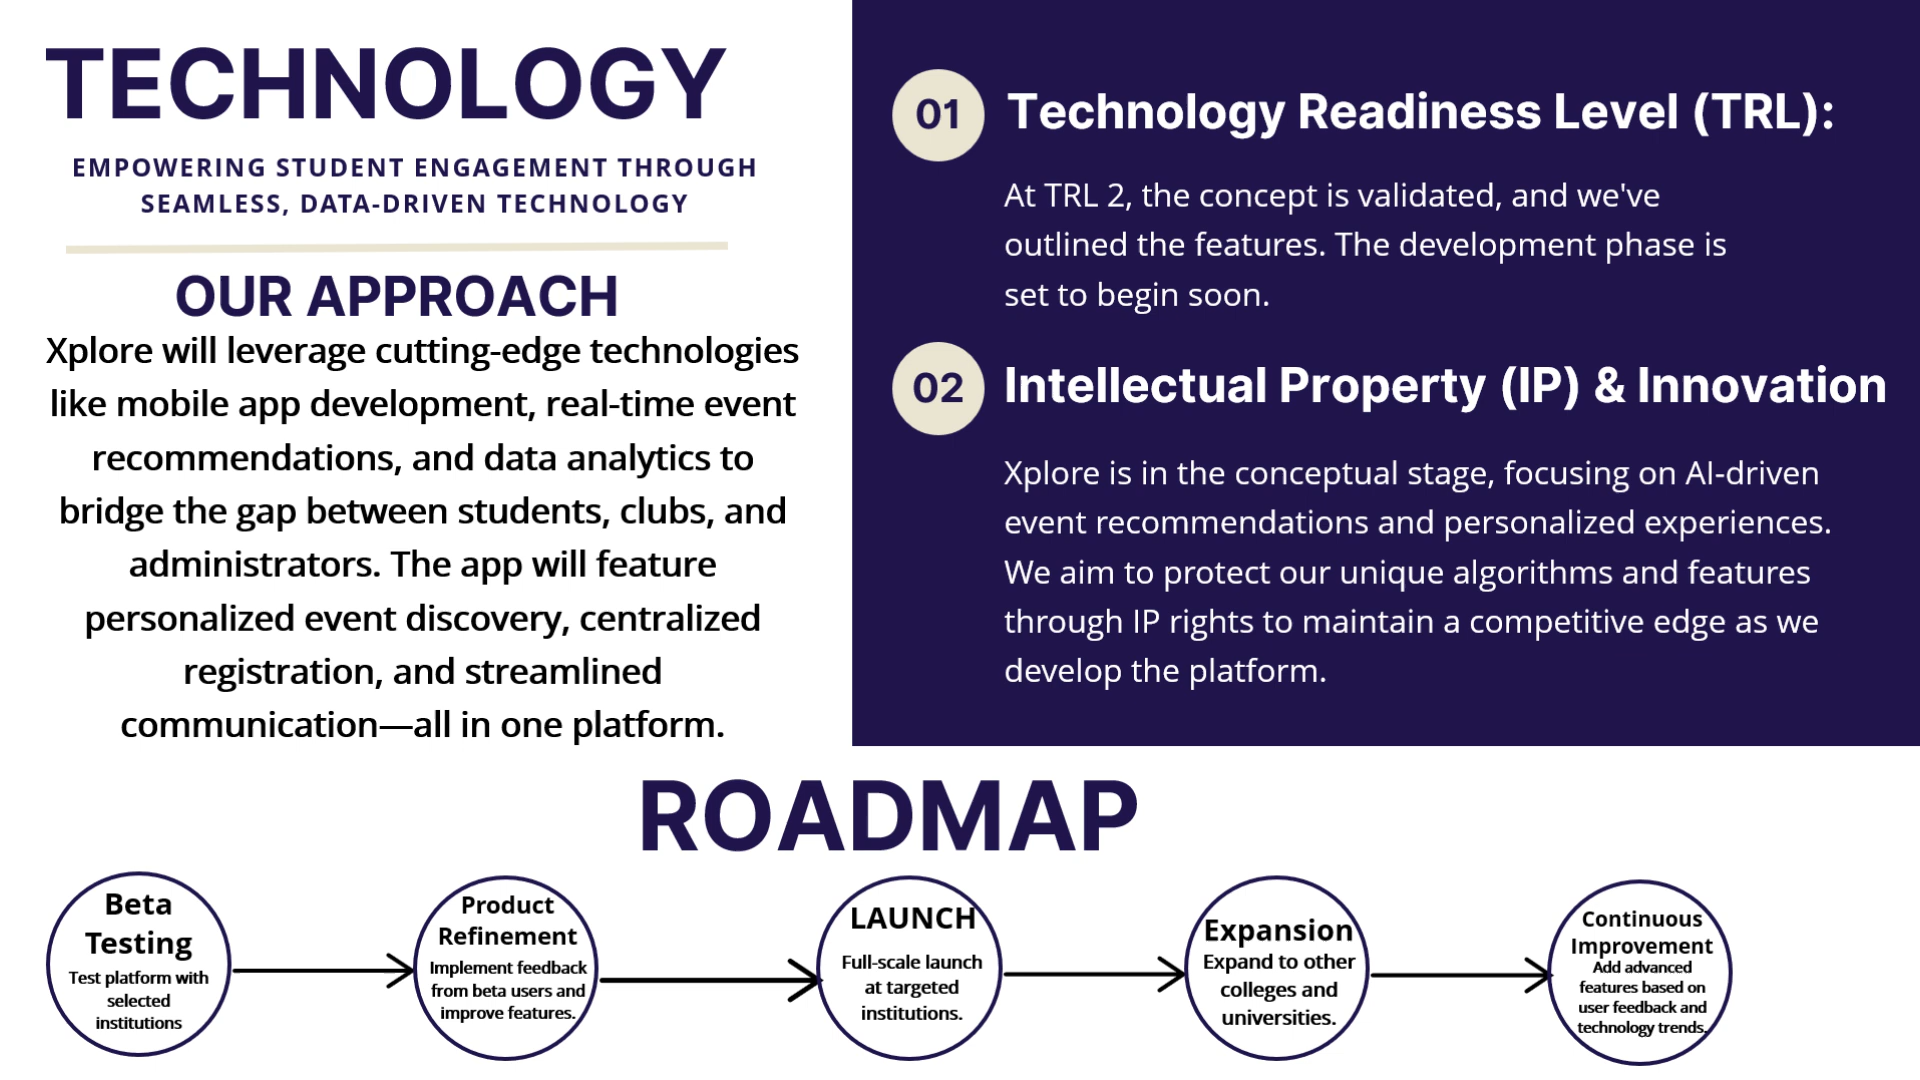 TECHNOLOGY
EMPOWERING STUDENT ENGAGEMENT THROUGH
SEAMLESS, DATA-DRIVEN TECHNOLOGY
OUR APPROACH
Xplore will leverage cutting-edge technologies
like mobile app development, real-time event
recommendations, and data analytics to
bridge the gap between students, clubs, and
administrators. The app will feature
personalized event discovery, centralized
registration, and streamlined
communication—all in one platform.
01
Technology Readiness Level (TRL):
At TRL 2, the concept is validated, and we've
outlined the features. The development phase is
set to begin soon.
02
Intellectual Property (IP) & Innovation
Xplore is in the conceptual stage, focusing on AI-driven
event recommendations and personalized experiences.
We aim to protect our unique algorithms and features
through IP rights to maintain a competitive edge as we
develop the platform.
ROADMAP
Beta
Testing
Test platform with
selected
institutions
Product
Refinement
Implement feedback
from beta users and
improve features.
LAUNCH
Full-scale launch
at targeted
institutions.
Expansion
Expand to other
colleges and
universities.
Continuous
Improvement
Add advanced
features based on
user feedback and
technology trends.